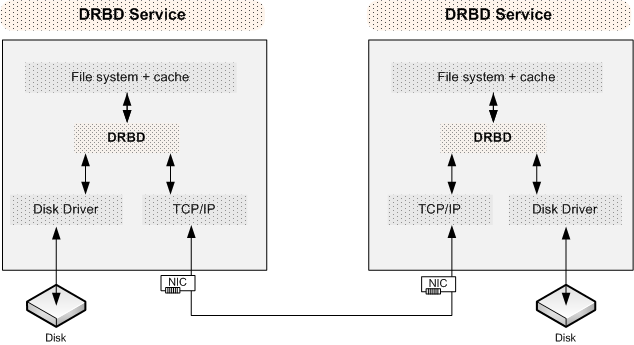 DRBD Service
File system + cache
DRBD
Disk Driver
TCP/IP
NIC
Disk
DRBD Service
File system + cache
DRBD
TCP/IP
Disk Driver
NIC
Disk